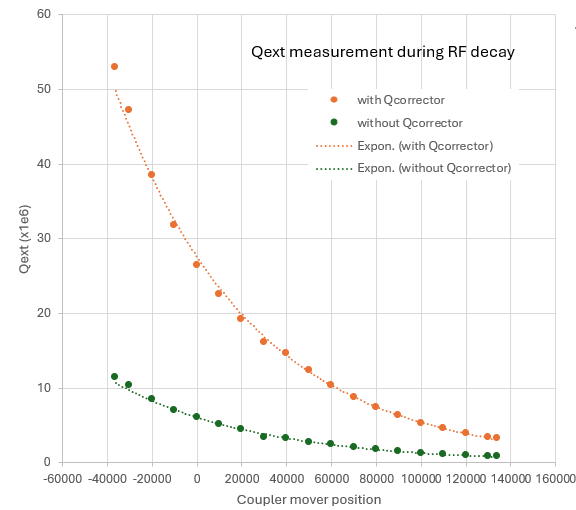 Qext measurement during RF decay
with Qcorrector
without Qcorrector
Expon. (with Qcorrector)
Expon. (without Qcorrector)
Qext (x1e6)
60
50
40
30
20
10
0
-60000 -40000 -20000 0 20000 40000 60000 80000 100000 120000 140000 160000
Coupler mover position